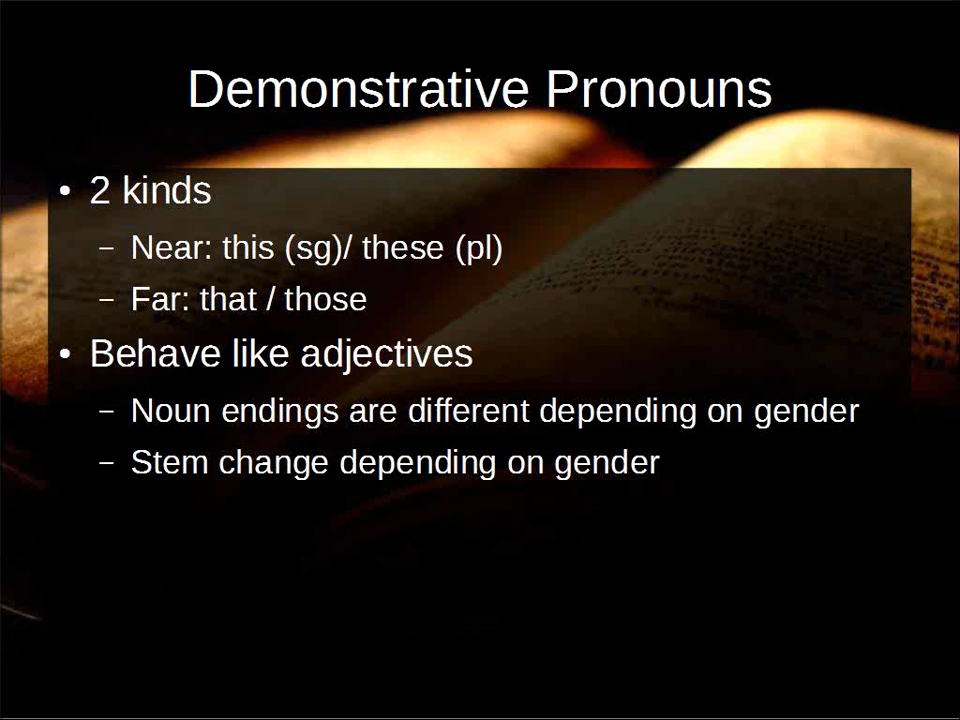 Demonstrative Pronouns
• 2 kinds
– Near: this (sg)/ these (pl)
– Far: that / those
• Behave like adjectives
– Noun endings are different depending on gender
– Stem change depending on gender